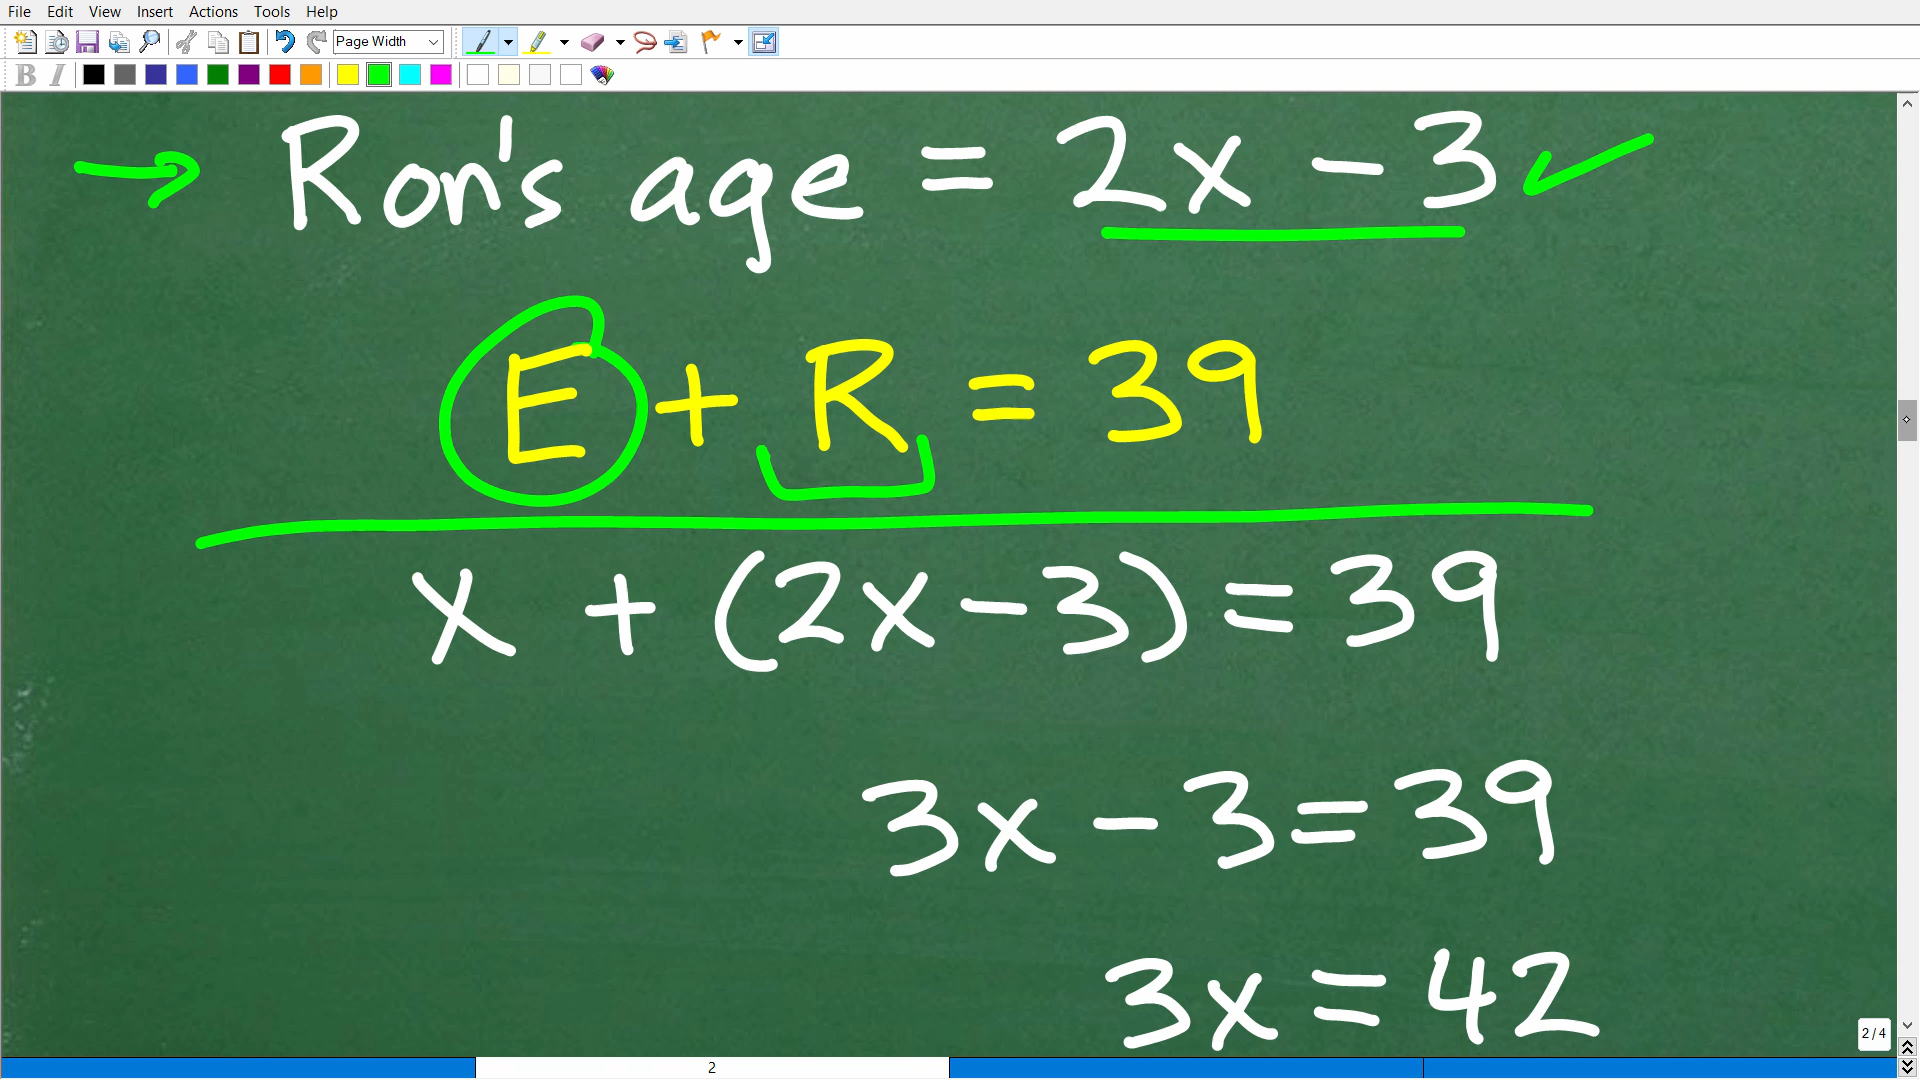 File Edit View Insert Actions Tools Help
Page Width
B I
Ron's age = 2x - 3
E + R = 39
x + (2x - 3) = 39
3x - 3 = 39
3x = 42
2 / 4
2